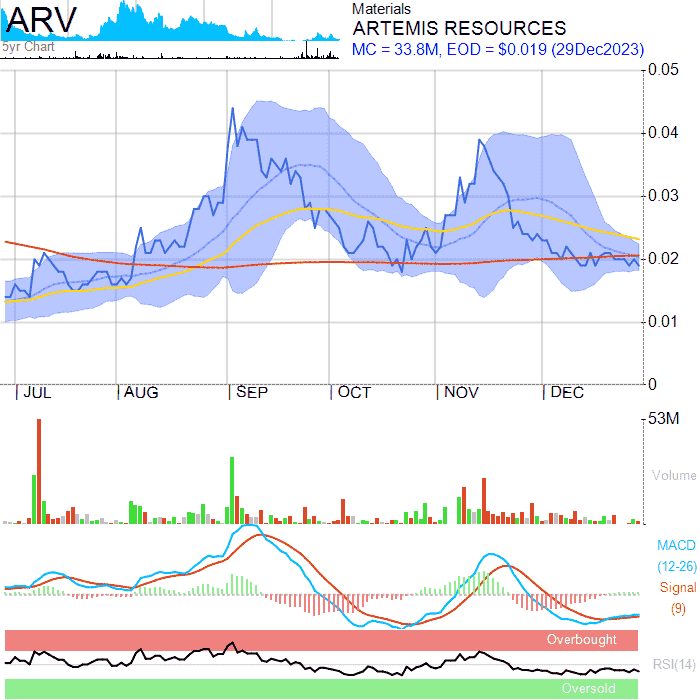 ARV
5yr Chart
Materials
ARTEMIS RESOURCES
MC = 33.8M, EOD = $0.019 (29Dec2023)
0.05
0.04
0.03
0.02
0.01
0
JUL AUG SEP OCT NOV DEC
53M
Volume
MACD
(12-26)
Signal
(9)
Overbought
RSI(14)
Oversold